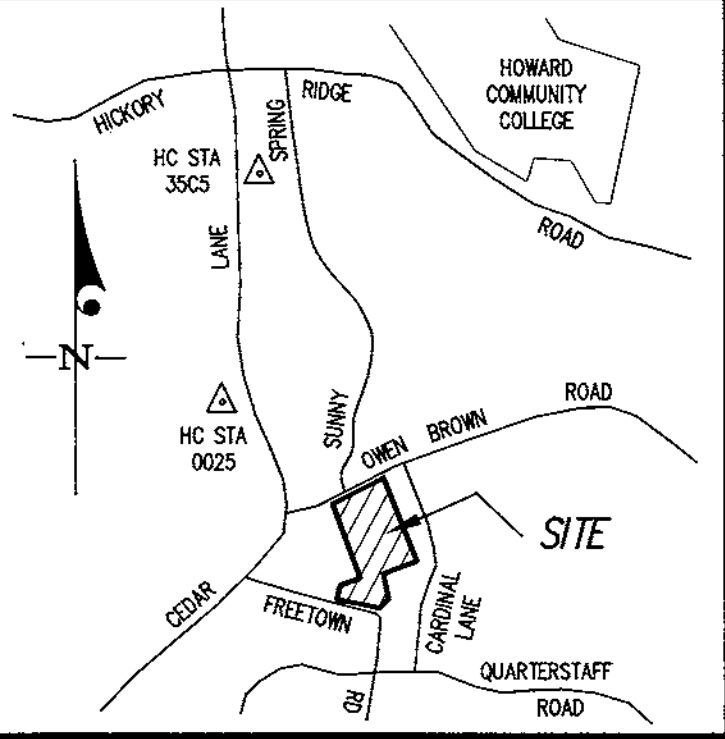 HOWARD
COMMUNITY
COLLEGE
HICKORY
RIDGE
ROAD
SPRING
HC STA
35C5
LANE
N
HC STA
0025
SUNNY
OWEN
BROWN
ROAD
SITE
CEDAR
FREETOWN
RD
CARDINAL
LANE
QUARTERSTAFF
ROAD